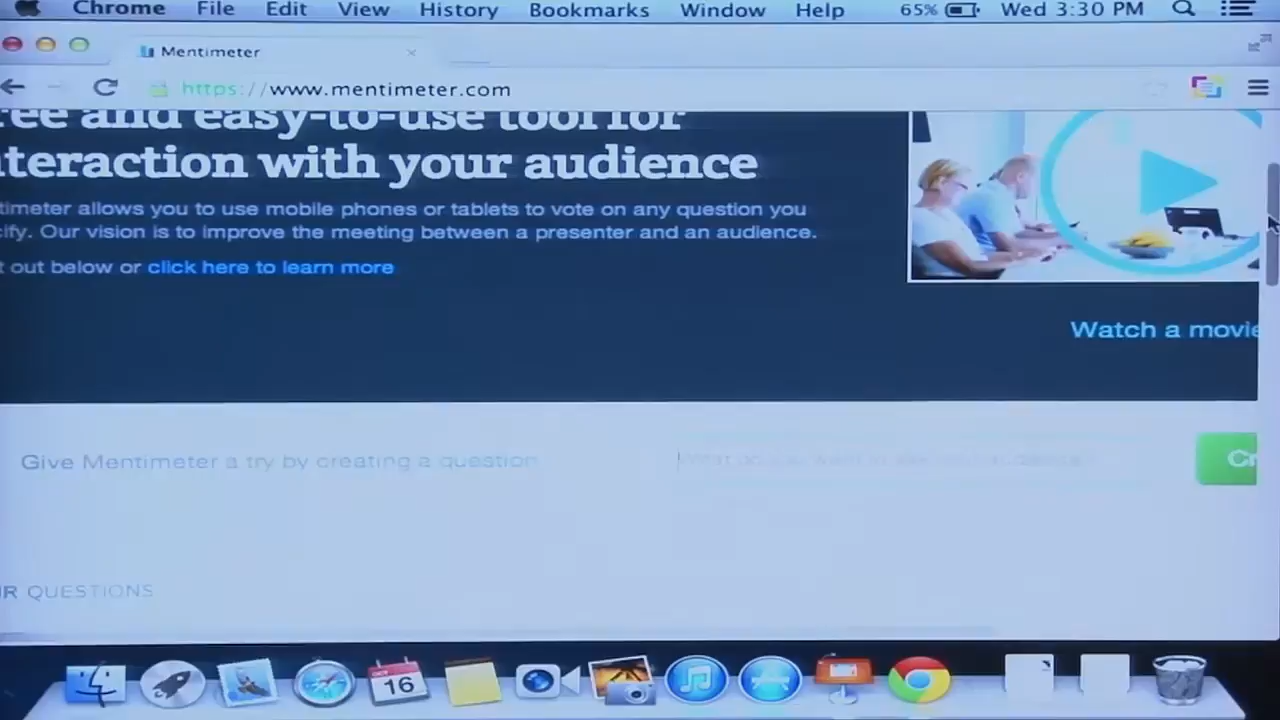 Chrome File Edit View History Bookmarks Window Help 65% Wed 3:30 PM
Mentimeter
https://www.mentimeter.com
ree and easy-to-use tool for
nteraction with your audience
timeter allows you to use mobile phones or tablets to vote on any question you
ify. Our vision is to improve the meeting between a presenter and an audience.
t out below or click here to learn more
Watch a movie
Give Mentimeter a try by creating a question
Cr
R QUESTIONS
16